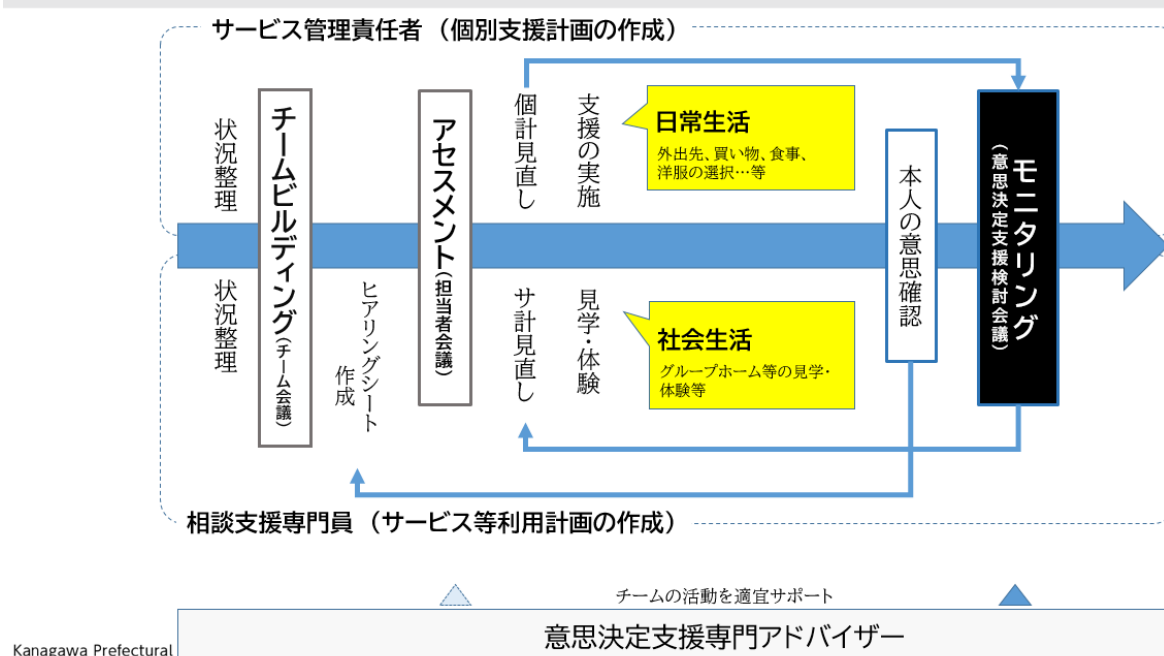 サービス管理責任者 （個別支援計画の作成）
状況整理
チームビルディング(チーム会議)
アセスメント(担当者会議)
個計見直し
支援の実施
日常生活
外出先、買い物、食事、
洋服の選択…等
本人の意思確認
モニタリング
(意思決定支援検討会議)
状況整理
ヒアリングシート
作成
サ計見直し
見学・体験
社会生活
グループホーム等の見学・
体験等
相談支援専門員 （サービス等利用計画の作成）
チームの活動を適宜サポート
意思決定支援専門アドバイザー
Kanagawa Prefectural